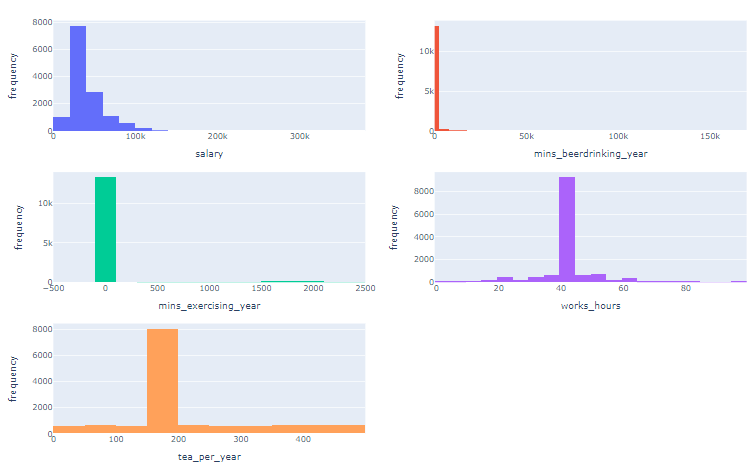 8000
6000
4000
2000
0
frequency
0 100k 200k 300k
salary
10k
5k
0
frequency
0 50k 100k 150k
mins_beerdrinking_year
10k
5k
0
frequency
−500 0 500 1000 1500 2000 2500
mins_exercising_year
8000
6000
4000
2000
0
frequency
0 20 40 60 80
works_hours
8000
6000
4000
2000
0
frequency
0 100 200 300 400
tea_per_year